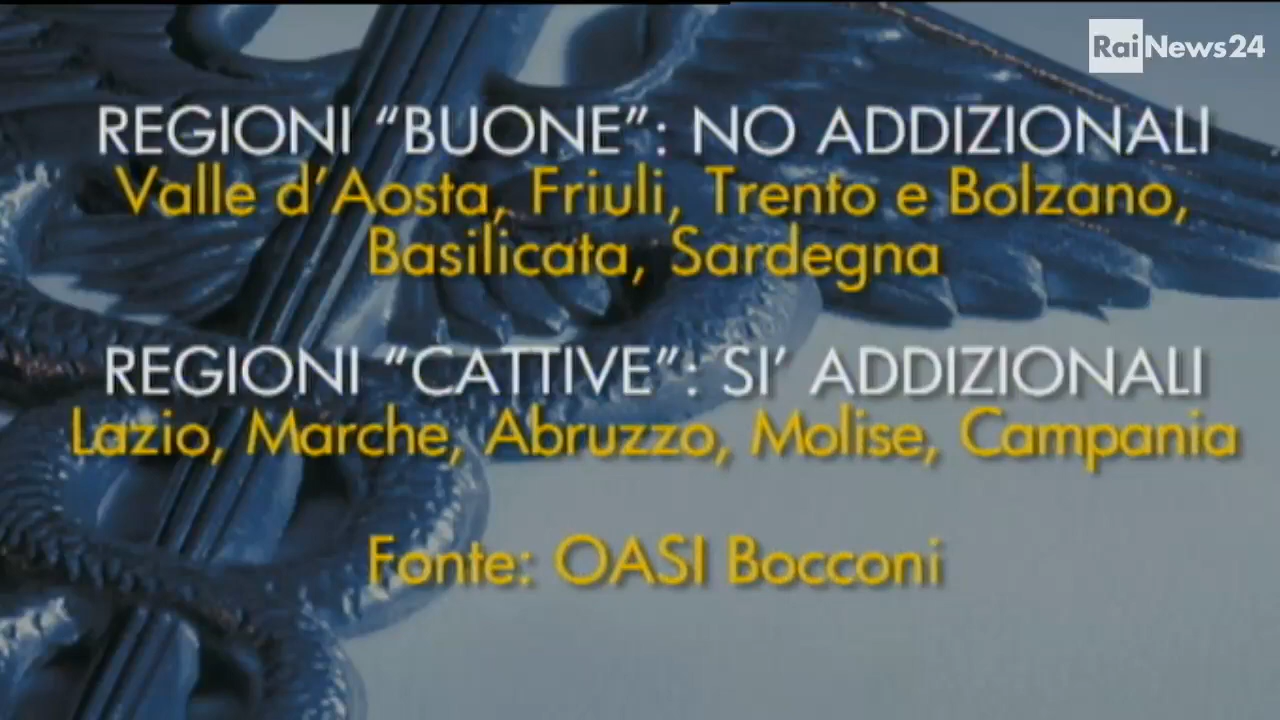 RaiNews24
REGIONI “BUONE”: NO ADDIZIONALI
Valle d’Aosta, Friuli, Trento e Bolzano,
Basilicata, Sardegna
REGIONI “CATTIVE”: SI’ ADDIZIONALI
Lazio, Marche, Abruzzo, Molise, Campania
Fonte: OASI Bocconi